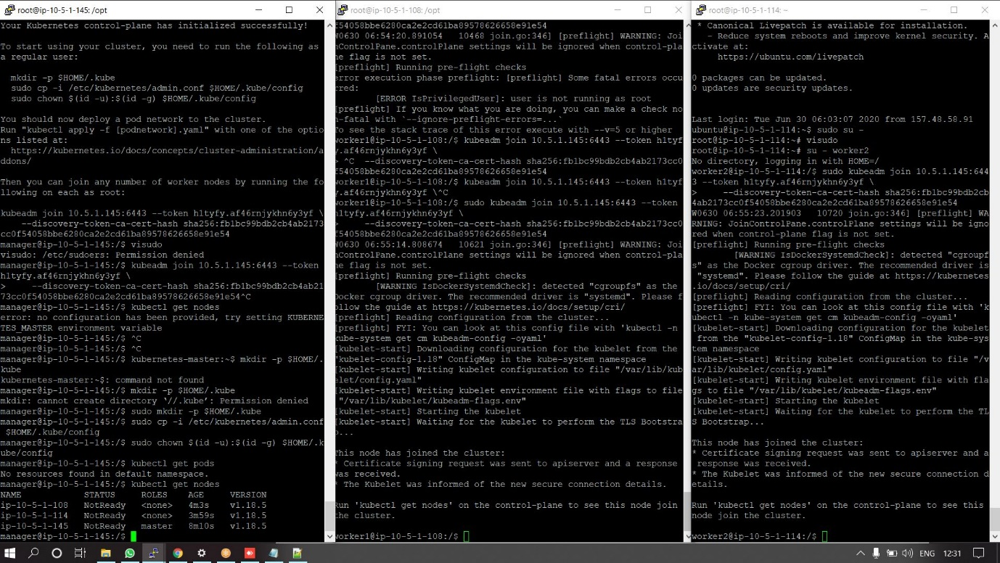 root@ip-10-5-1-145: /opt
Your Kubernetes control-plane has initialized successfully!
To start using your cluster, you need to run the following as
a regular user:
mkdir -p $HOME/.kube
sudo cp -i /etc/kubernetes/admin.conf $HOME/.kube/config
sudo chown $(id -u):$(id -g) $HOME/.kube/config
You should now deploy a pod network to the cluster.
Run "kubectl apply -f [podnetwork].yaml" with one of the optio
ns listed at:
https://kubernetes.io/docs/concepts/cluster-administration/a
ddons/
Then you can join any number of worker nodes by running the fo
llowing on each as root:
kubeadm join 10.5.1.145:6443 --token h1tyfy.af46rnjykhn6y3yf \
--discovery-token-ca-cert-hash sha256:fb1bc99bdb2cb4ab2173
cc0f54058bbe6280ca2e2cd61ba89578626658e91e54
manager@ip-10-5-1-145:/$ visudo
visudo: /etc/sudoers: Permission denied
manager@ip-10-5-1-145:/$ kubeadm join 10.5.1.145:6443 --token
h1tyfy.af46rnjykhn6y3yf \
> --discovery-token-ca-cert-hash sha256:fb1bc99bdb2cb4ab21
73cc0f54058bbe6280ca2e2cd61ba89578626658e91e54^C
manager@ip-10-5-1-145:/$ kubectl get nodes
error: no configuration has been provided, try setting KUBERNE
TES_MASTER environment variable
manager@ip-10-5-1-145:/$ ^C
manager@ip-10-5-1-145:/$ ^C
manager@ip-10-5-1-145:/$ kubernetes-master:~$ mkdir -p $HOME/.
kube
kubernetes-master:~$: command not found
manager@ip-10-5-1-145:/$ mkdir -p $HOME/.kube
mkdir: cannot create directory ‘//.kube’: Permission denied
manager@ip-10-5-1-145:/$ sudo mkdir -p $HOME/.kube
manager@ip-10-5-1-145:/$ sudo cp -i /etc/kubernetes/admin.conf
$HOME/.kube/config
manager@ip-10-5-1-145:/$ sudo chown $(id -u):$(id -g) $HOME/.k
ube/config
manager@ip-10-5-1-145:/$ kubectl get pods
No resources found in default namespace.
manager@ip-10-5-1-145:/$ kubectl get nodes
NAME STATUS ROLES AGE VERSION
ip-10-5-1-108 NotReady <none> 4m3s v1.18.5
ip-10-5-1-114 NotReady <none> 3m59s v1.18.5
ip-10-5-1-145 NotReady master 8m10s v1.18.5
manager@ip-10-5-1-145:/$
root@ip-10-5-1-108: /opt
f54058bbe6280ca2e2cd61ba89578626658e91e54
W0630 06:54:20.891054 10468 join.go:346] [preflight] WARNING: Joi
nControlPane.controlPlane settings will be ignored when control-pla
ne flag is not set.
[preflight] Running pre-flight checks
error execution phase preflight: [preflight] Some fatal errors occu
rred:
[ERROR IsPrivilegedUser]: user is not running as root
[preflight] If you know what you are doing, you can make a check no
n-fatal with `--ignore-preflight-errors=...`
To see the stack trace of this error execute with --v=5 or higher
worker1@ip-10-5-1-108:/$ kubeadm join 10.5.1.145:6443 --token h1tyf
y.af46rnjykhn6y3yf \
> ^C --discovery-token-ca-cert-hash sha256:fb1bc99bdb2cb4ab2173cc0
f54058bbe6280ca2e2cd61ba89578626658e91e54
worker1@ip-10-5-1-108:/$ kubeadm join 10.5.1.145:6443 --token h1tyf
y.af46rnjykhn6y3yf \^C
worker1@ip-10-5-1-108:/$ sudo kubeadm join 10.5.1.145:6443 --token
h1tyfy.af46rnjykhn6y3yf \
> --discovery-token-ca-cert-hash sha256:fb1bc99bdb2cb4ab2173cc0
f54058bbe6280ca2e2cd61ba89578626658e91e54
W0630 06:55:14.808674 10621 join.go:346] [preflight] WARNING: Joi
nControlPane.controlPlane settings will be ignored when control-pla
ne flag is not set.
[preflight] Running pre-flight checks
[WARNING IsDockerSystemdCheck]: detected "cgroupfs" as the
Docker cgroup driver. The recommended driver is "systemd". Please f
ollow the guide at https://kubernetes.io/docs/setup/cri/
[preflight] Reading configuration from the cluster...
[preflight] FYI: You can look at this config file with 'kubectl -n
kube-system get cm kubeadm-config -oyaml'
[kubelet-start] Downloading configuration for the kubelet from the
"kubelet-config-1.18" ConfigMap in the kube-system namespace
[kubelet-start] Writing kubelet configuration to file "/var/lib/kub
elet/config.yaml"
[kubelet-start] Writing kubelet environment file with flags to file
"/var/lib/kubelet/kubeadm-flags.env"
[kubelet-start] Starting the kubelet
[kubelet-start] Waiting for the kubelet to perform the TLS Bootstra
p...
This node has joined the cluster:
* Certificate signing request was sent to apiserver and a response
was received.
* The Kubelet was informed of the new secure connection details.
Run 'kubectl get nodes' on the control-plane to see this node join
the cluster.
worker1@ip-10-5-1-108:/$
root@ip-10-5-1-114: ~
* Canonical Livepatch is available for installation.
- Reduce system reboots and improve kernel security. A
ctivate at:
https://ubuntu.com/livepatch
0 packages can be updated.
0 updates are security updates.
Last login: Tue Jun 30 06:03:07 2020 from 157.48.58.91
ubuntu@ip-10-5-1-114:~$ sudo su -
root@ip-10-5-1-114:~# visudo
root@ip-10-5-1-114:~# su - worker2
No directory, logging in with HOME=/
worker2@ip-10-5-1-114:/$ sudo kubeadm join 10.5.1.145:644
3 --token h1tyfy.af46rnjykhn6y3yf \
> --discovery-token-ca-cert-hash sha256:fb1bc99bdb2cb
4ab2173cc0f54058bbe6280ca2e2cd61ba89578626658e91e54
W0630 06:55:23.201903 10720 join.go:346] [preflight] WA
RNING: JoinControlPane.controlPlane settings will be igno
red when control-plane flag is not set.
[preflight] Running pre-flight checks
[WARNING IsDockerSystemdCheck]: detected "cgroupf
s" as the Docker cgroup driver. The recommended driver is
"systemd". Please follow the guide at https://kubernetes
.io/docs/setup/cri/
[preflight] Reading configuration from the cluster...
[preflight] FYI: You can look at this config file with 'k
ubectl -n kube-system get cm kubeadm-config -oyaml'
[kubelet-start] Downloading configuration for the kubelet
from the "kubelet-config-1.18" ConfigMap in the kube-sys
tem namespace
[kubelet-start] Writing kubelet configuration to file "/v
ar/lib/kubelet/config.yaml"
[kubelet-start] Writing kubelet environment file with fla
gs to file "/var/lib/kubelet/kubeadm-flags.env"
[kubelet-start] Starting the kubelet
[kubelet-start] Waiting for the kubelet to perform the TL
S Bootstrap...
This node has joined the cluster:
* Certificate signing request was sent to apiserver and a
response was received.
* The Kubelet was informed of the new secure connection d
etails.
Run 'kubectl get nodes' on the control-plane to see this
node join the cluster.
worker2@ip-10-5-1-114:/$
ENG
12:31